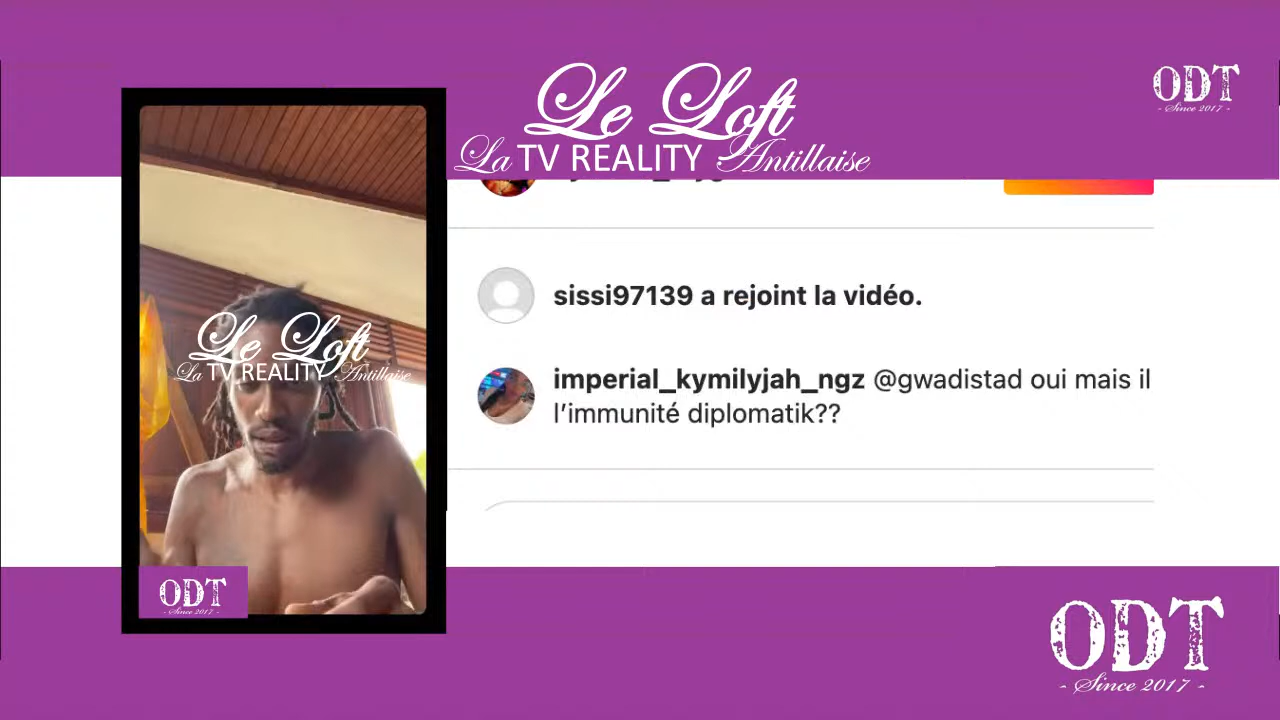 Le Loft
La TV REALITY Antillaise
ODT
- Since 2017 -
sissi97139 a rejoint la vidéo.
imperial_kymilyjah_ngz @gwadistad oui mais il
l'immunité diplomatik??
Le Loft
La TV REALITY Antillaise
ODT
- Since 2017 -
ODT
- Since 2017 -